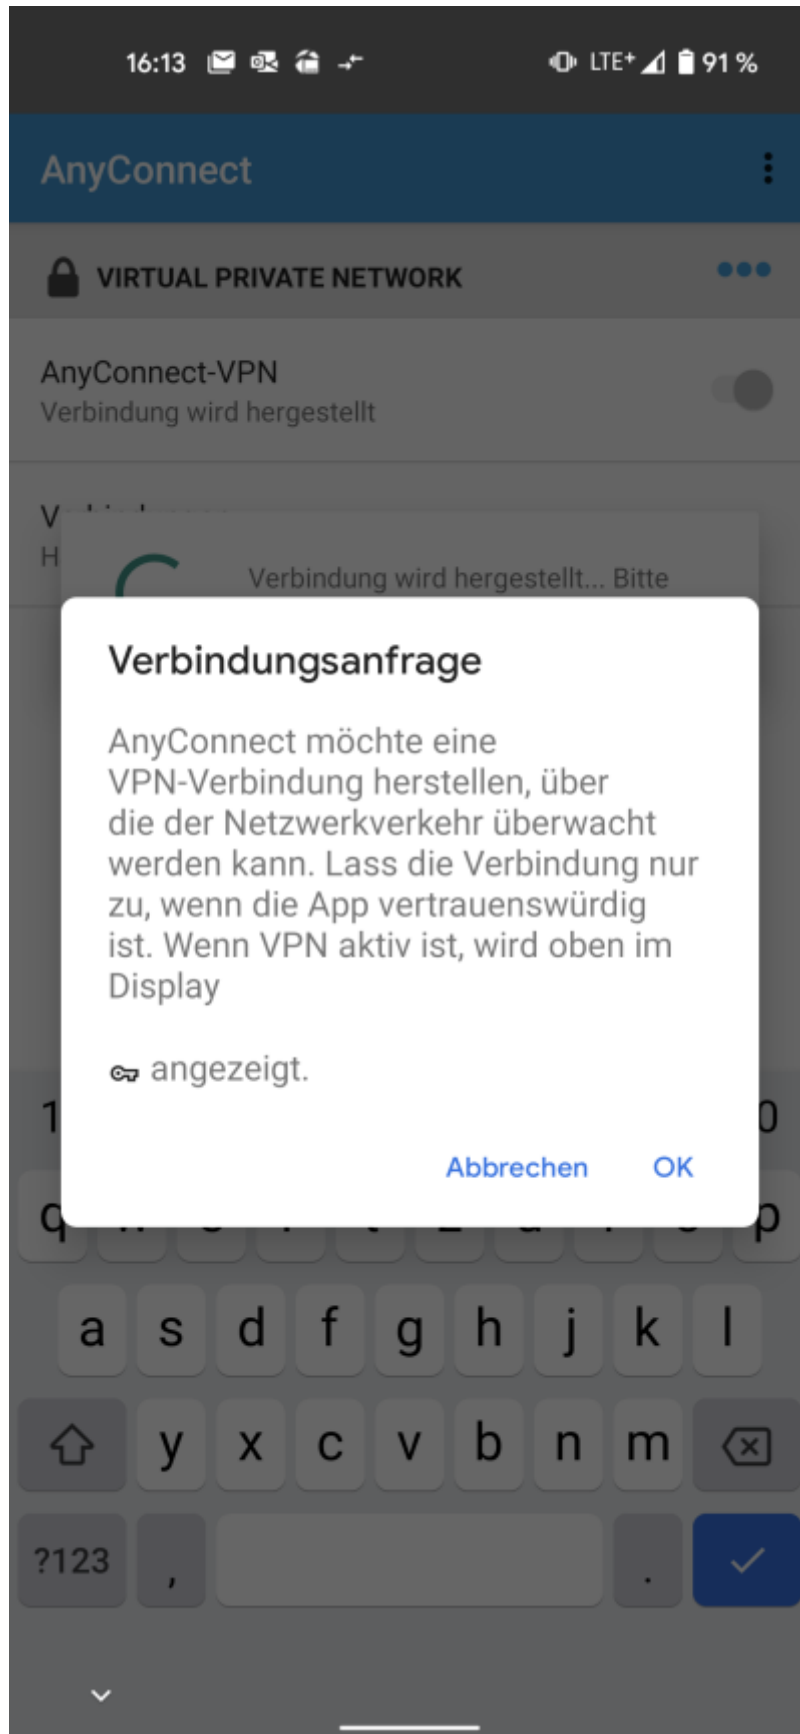 16:13
LTE+ 91 %
AnyConnect
VIRTUAL PRIVATE NETWORK
AnyConnect-VPN
Verbindung wird hergestellt
Verbindung wird hergestellt... Bitte
Verbindungsanfrage
AnyConnect möchte eine
VPN-Verbindung herstellen, über
die der Netzwerkverkehr überwacht
werden kann. Lass die Verbindung nur
zu, wenn die App vertrauenswürdig
ist. Wenn VPN aktiv ist, wird oben im
Display
angezeigt.
Abbrechen OK
1 0
q p
a s d f g h j k l
y x c v b n m
?123 , .